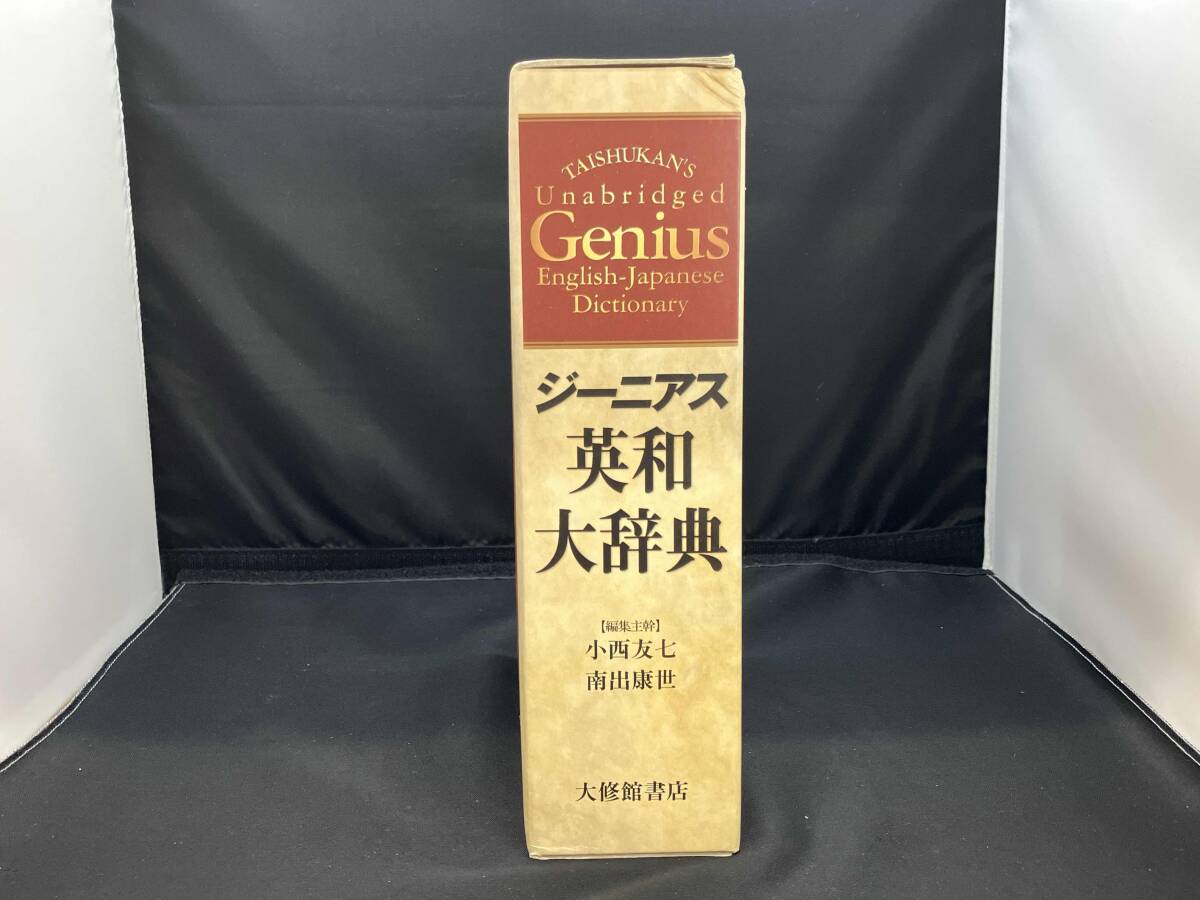 TAISHUKAN'S
Unabridged
Genius
English-Japanese
Dictionary
ジーニアス
英和
大辞典
【編集主幹】
小西友七
南出康世
大修館書店